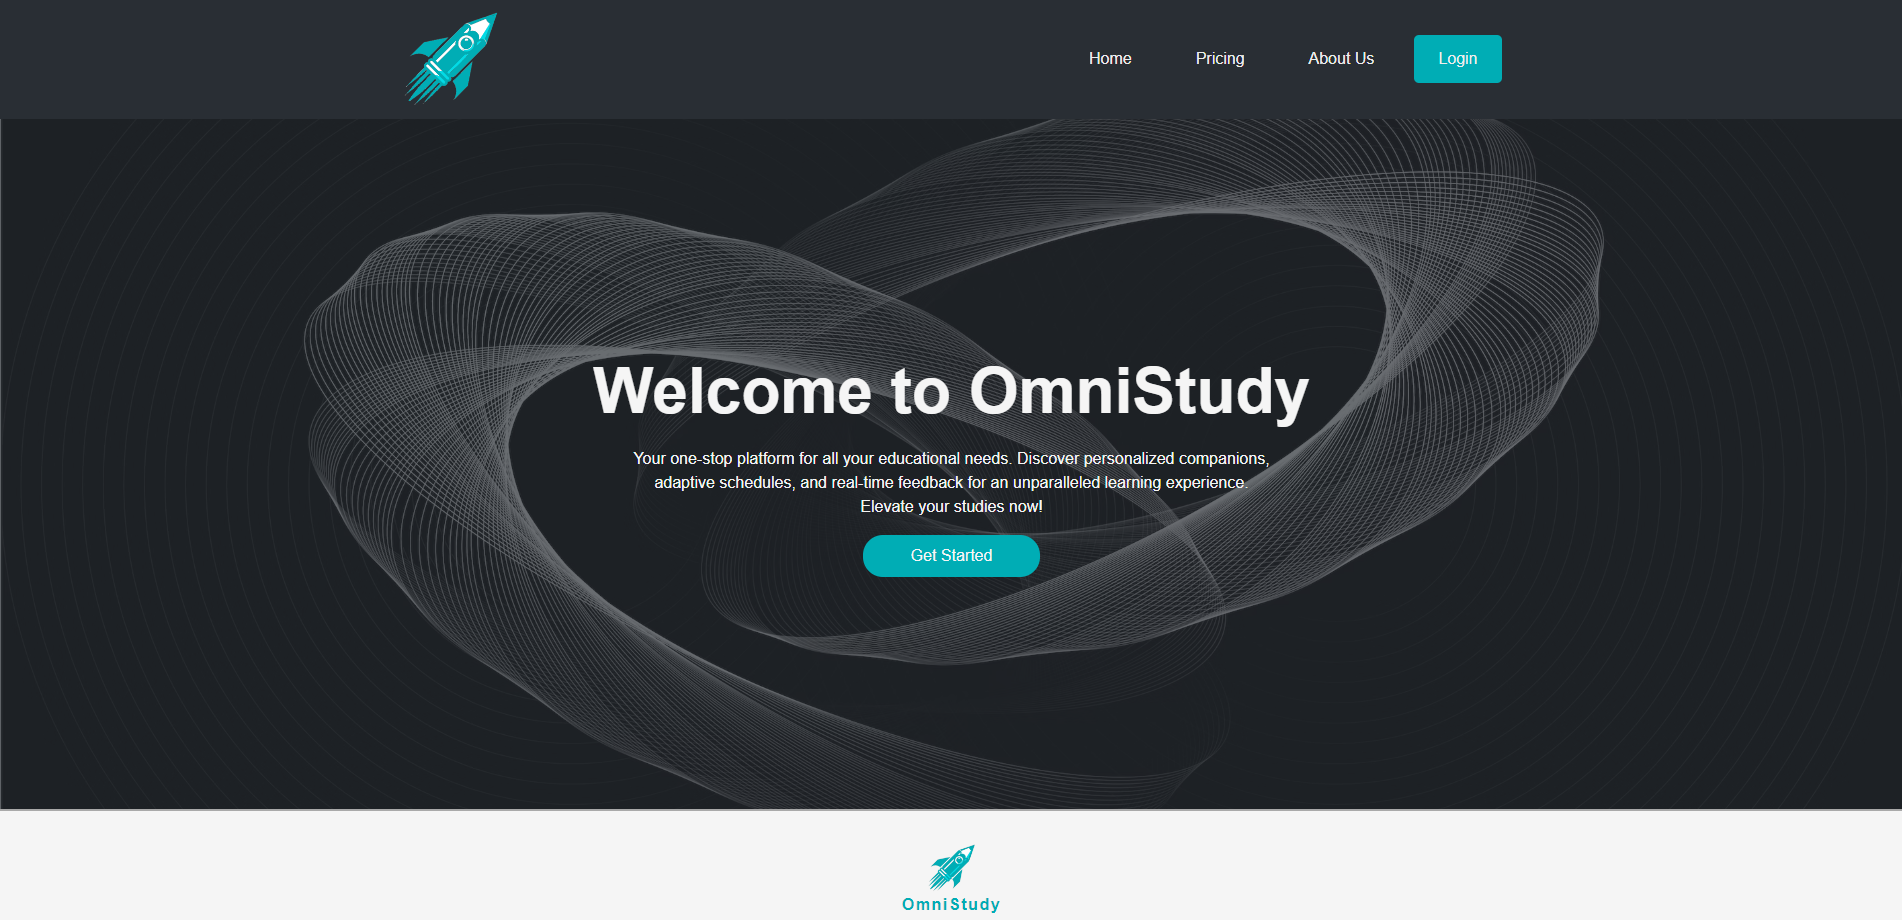 Home
Pricing
About Us
Login
Welcome to OmniStudy
Your one-stop platform for all your educational needs. Discover personalized companions,
adaptive schedules, and real-time feedback for an unparalleled learning experience.
Elevate your studies now!
Get Started
OmniStudy